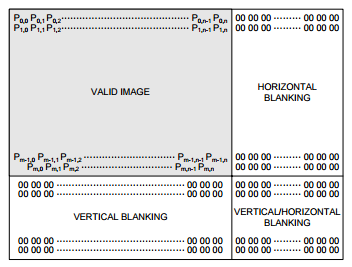 P0,0 P0,1 P0,2 ································ P0,n-1 P0,n 00 00 00 ········· 00 00 00
P1,0 P1,1 P1,2 ································ P1,n-1 P1,n 00 00 00 ········· 00 00 00
VALID IMAGE
HORIZONTAL
BLANKING
Pm-1,0 Pm-1,1 Pm-1,2 ························ Pm-1,n-1 Pm-1,n 00 00 00 ········· 00 00 00
Pm,0 Pm,1 Pm,2 ························ Pm,n-1 Pm,n 00 00 00 ········· 00 00 00
00 00 00 ································ 00 00 00 00 00 00 ········· 00 00 00
00 00 00 ································ 00 00 00 00 00 00 ········· 00 00 00
VERTICAL BLANKING
VERTICAL/HORIZONTAL
BLANKING
00 00 00 ································ 00 00 00 00 00 00 ········· 00 00 00
00 00 00 ································ 00 00 00 00 00 00 ········· 00 00 00